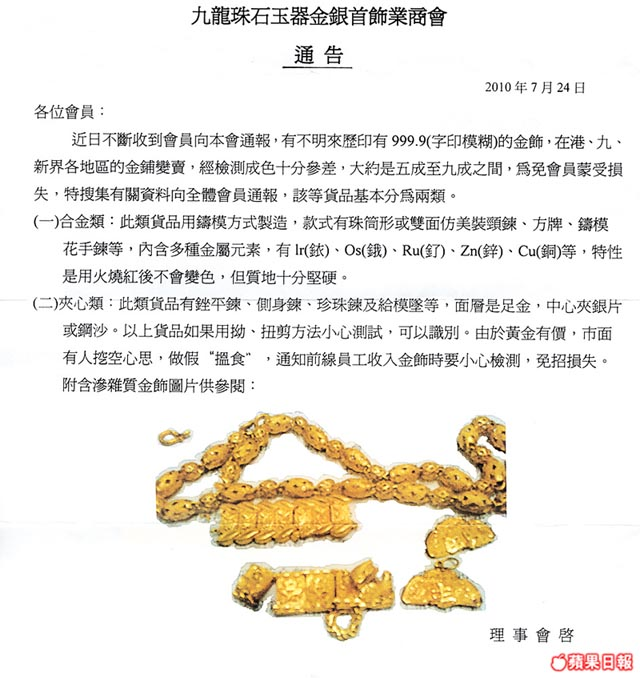 九龍珠石玉器金銀首飾業商會
通告
2010年7月24日
各位會員：
近日不斷收到會員向本會通報，有不明來歷印有999.9(字印模糊)的金飾，在港、九、
新界各地區的金鋪變賣，經檢測成色十分參差，大約是五成至九成之間，爲免會員蒙受損
失，特搜集有關資料向全體會員通報，該等貨品基本分爲兩類。
(一)合金類：此類貨品用鑄模方式製造，款式有珠筒形或雙面仿美裝頸鍊、方牌、鑄模
花手鍊等，內含多種金屬元素，有Ir(銥)、Os(鋨)、Ru(釕)、Zn(鋅)、Cu(銅)等，特性
是用火燒紅後不會變色，但質地十分堅硬。
(二)夾心類：此類貨品有銼平鍊、側身鍊、珍珠鍊及給模墜等，面層是足金，中心夾銀片
或鋼沙。以上貨品如果用拗、扭剪方法小心測試，可以識別。由於黃金有價，市面
有人挖空心思，做假“搵食”，通知前線員工收入金飾時要小心檢測，免招損失。
附含滲雜質金飾圖片供參閱：
理事會啓
蘋果日報